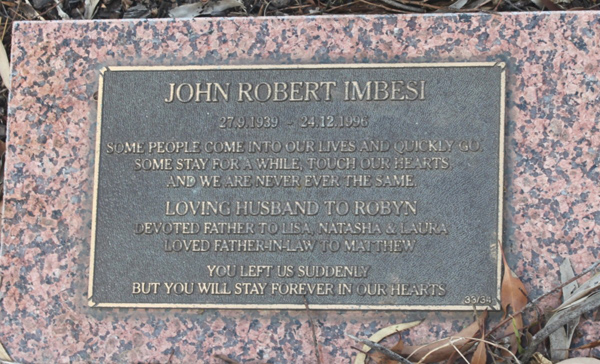 JOHN ROBERT IMBESI
27.9.1939 - 24.12.1996
SOME PEOPLE COME INTO OUR LIVES AND QUICKLY GO.
SOME STAY FOR A WHILE, TOUCH OUR HEARTS
AND WE ARE NEVER EVER THE SAME.
LOVING HUSBAND TO ROBYN
DEVOTED FATHER TO LISA, NATASHA & LAURA
LOVED FATHER-IN-LAW TO MATTHEW
YOU LEFT US SUDDENLY
BUT YOU WILL STAY FOREVER IN OUR HEARTS
33/34